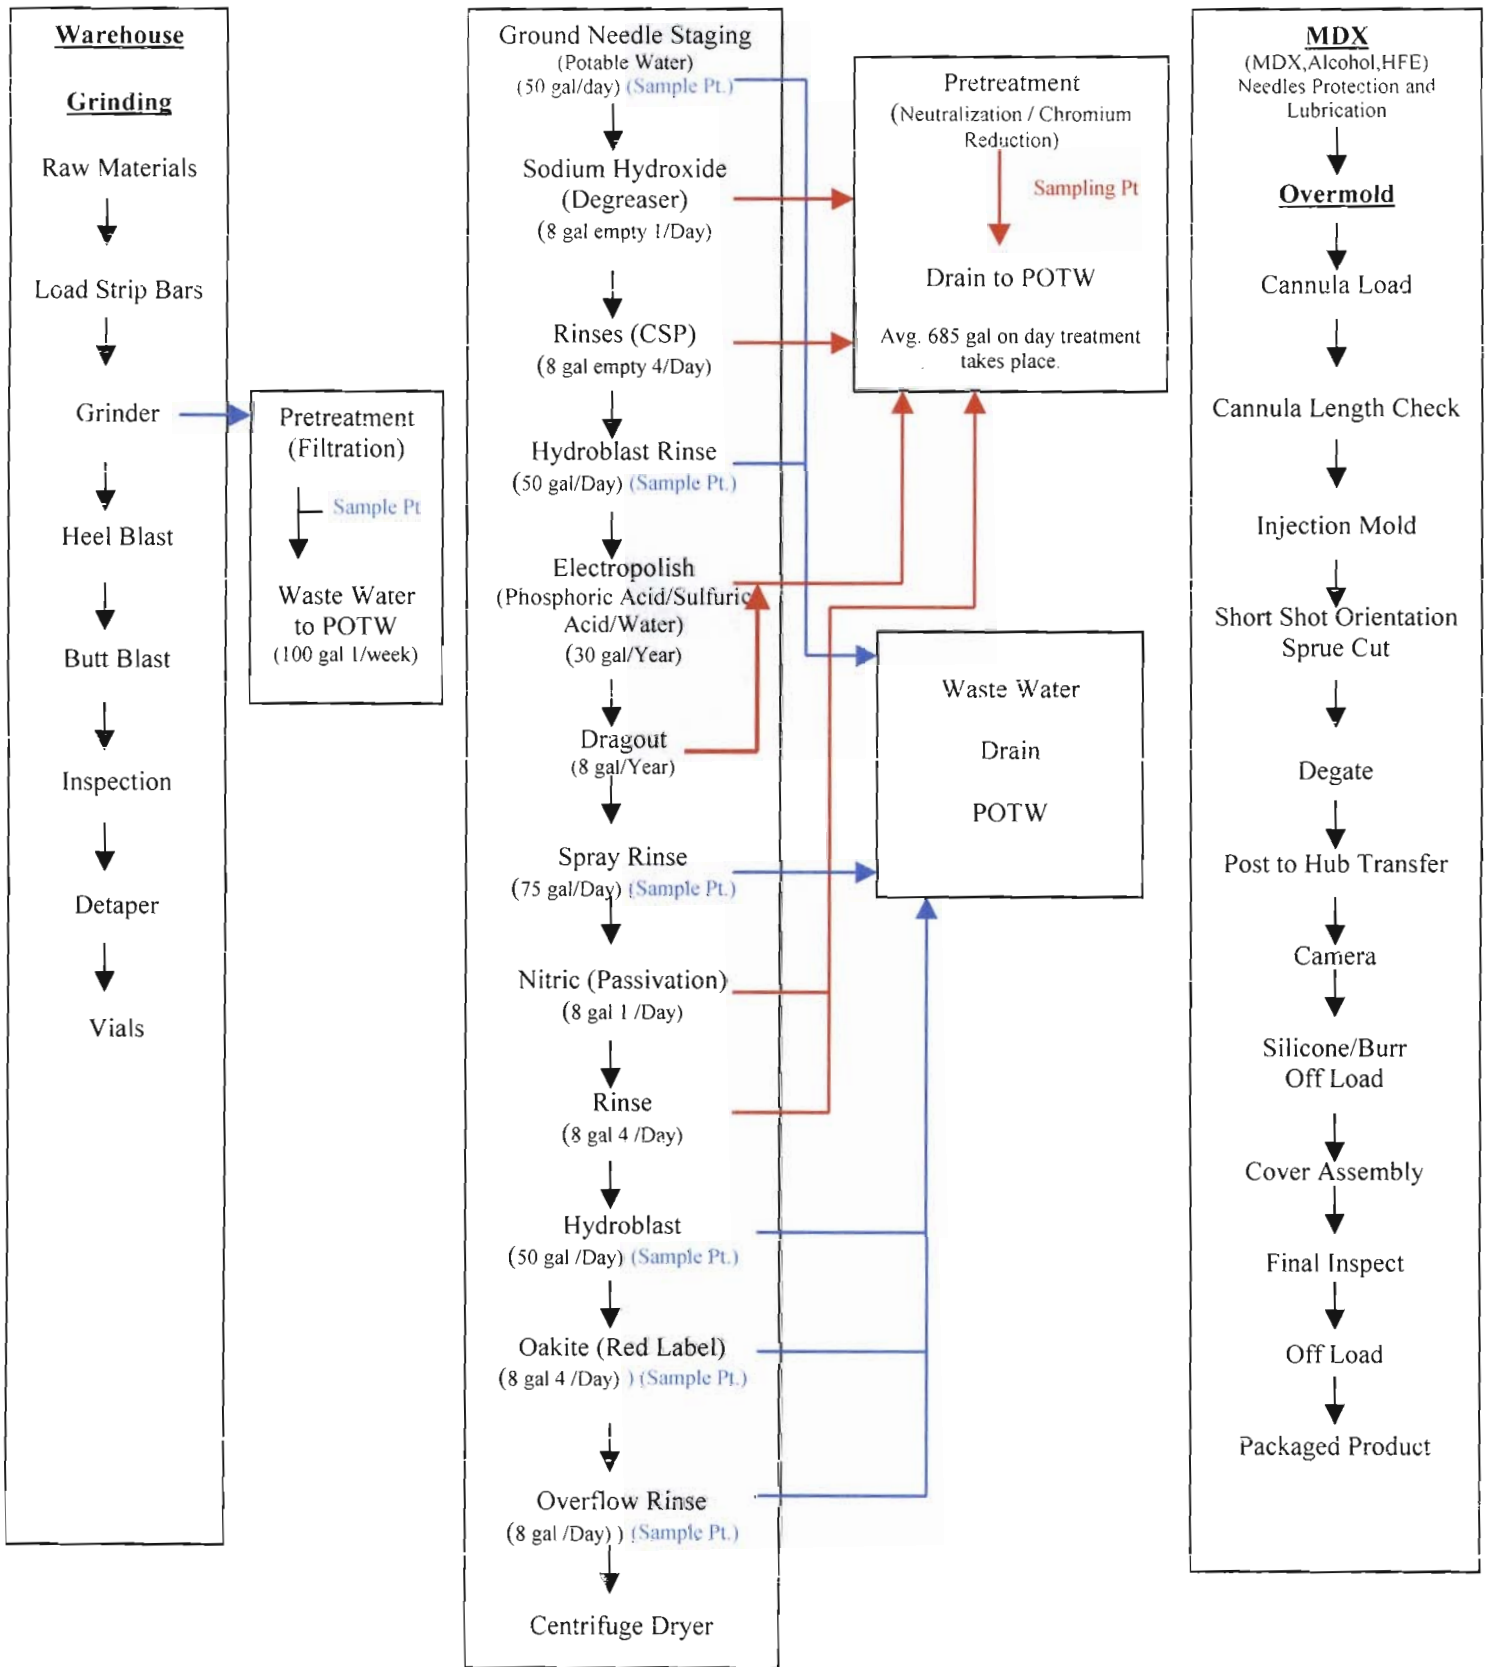 Warehouse
Grinding
Raw Materials
Load Strip Bars
Grinder
Heel Blast
Butt Blast
Inspection
Detaper
Vials
Pretreatment
(Filtration)
Sample Pt
Waste Water
to POTW
(100 gal 1/week)
Ground Needle Staging
(Potable Water)
(50 gal/day) (Sample Pt.)
Sodium Hydroxide
(Degreaser)
(8 gal empty 1/Day)
Rinses (CSP)
(8 gal empty 4/Day)
Hydroblast Rinse
(50 gal/Day) (Sample Pt.)
Electropolish
(Phosphoric Acid/Sulfuric
Acid/Water)
(30 gal/Year)
Dragout
(8 gal/Year)
Spray Rinse
(75 gal/Day) (Sample Pt.)
Nitric (Passivation)
(8 gal 1 /Day)
Rinse
(8 gal 4 /Day)
Hydroblast
(50 gal /Day) (Sample Pt.)
Oakite (Red Label)
(8 gal 4 /Day) ) (Sample Pt.)
Overflow Rinse
(8 gal /Day) ) (Sample Pt.)
Centrifuge Dryer
Pretreatment
(Neutralization / Chromium
Reduction)
Sampling Pt
Drain to POTW
Avg. 685 gal on day treatment
takes place.
Waste Water
Drain
POTW
MDX
(MDX,Alcohol,HFE)
Needles Protection and
Lubrication
Overmold
Cannula Load
Cannula Length Check
Injection Mold
Short Shot Orientation
Sprue Cut
Degate
Post to Hub Transfer
Camera
Silicone/Burr
Off Load
Cover Assembly
Final Inspect
Off Load
Packaged Product